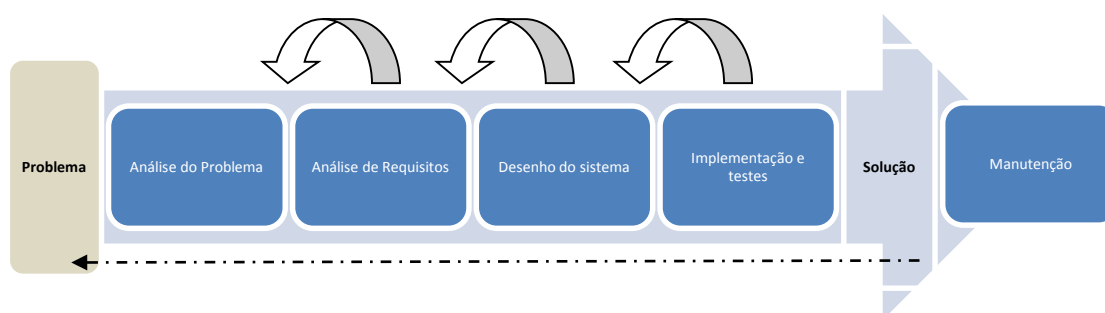 Problema
Análise do Problema
Análise de Requisitos
Desenho do sistema
Implementação e
testes
Solução
Manutenção